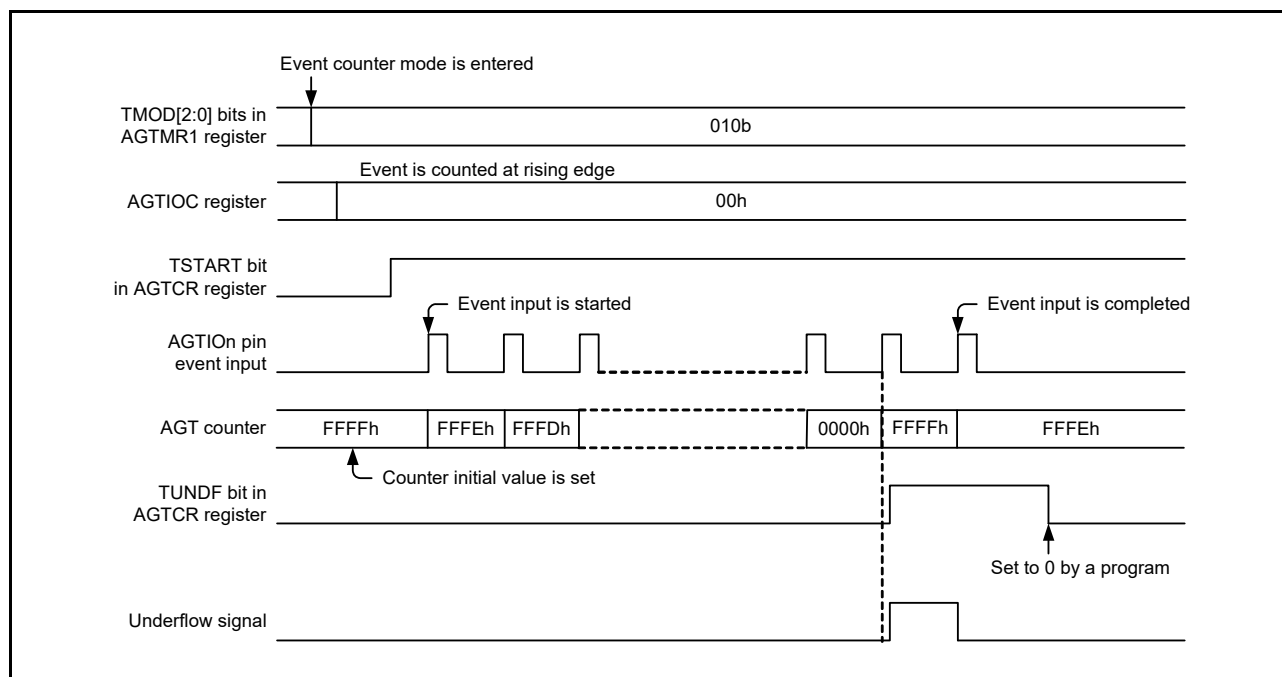 Event counter mode is entered
TMOD[2:0] bits in
AGTMR1 register
010b
Event is counted at rising edge
AGTIOC register
00h
TSTART bit
in AGTCR register
Event input is started
Event input is completed
AGTIOn pin
event input
AGT counter
FFFFh
FFFEh
FFFDh
0000h
FFFFh
FFFEh
Counter initial value is set
TUNDF bit in
AGTCR register
Set to 0 by a program
Underflow signal